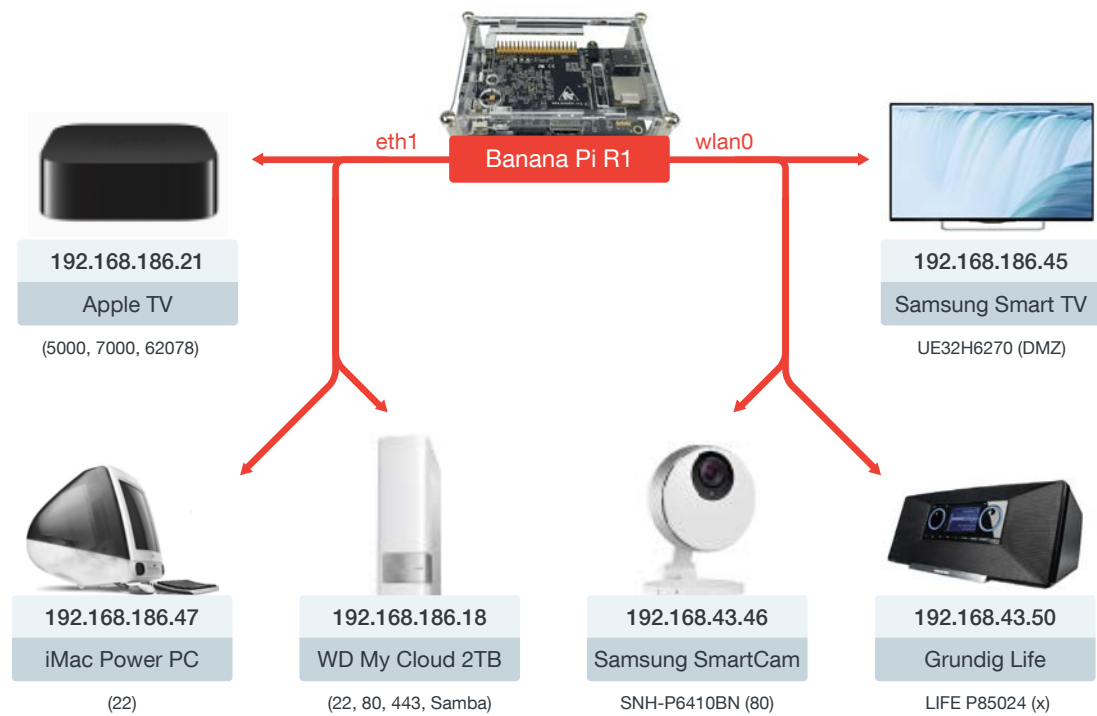 eth1
Banana Pi R1
wlan0
192.168.186.21
Apple TV
(5000, 7000, 62078)
192.168.186.45
Samsung Smart TV
UE32H6270 (DMZ)
192.168.186.47
iMac Power PC
(22)
192.168.186.18
WD My Cloud 2TB
(22, 80, 443, Samba)
192.168.43.46
Samsung SmartCam
SNH-P6410BN (80)
192.168.43.50
Grundig Life
LIFE P85024 (x)